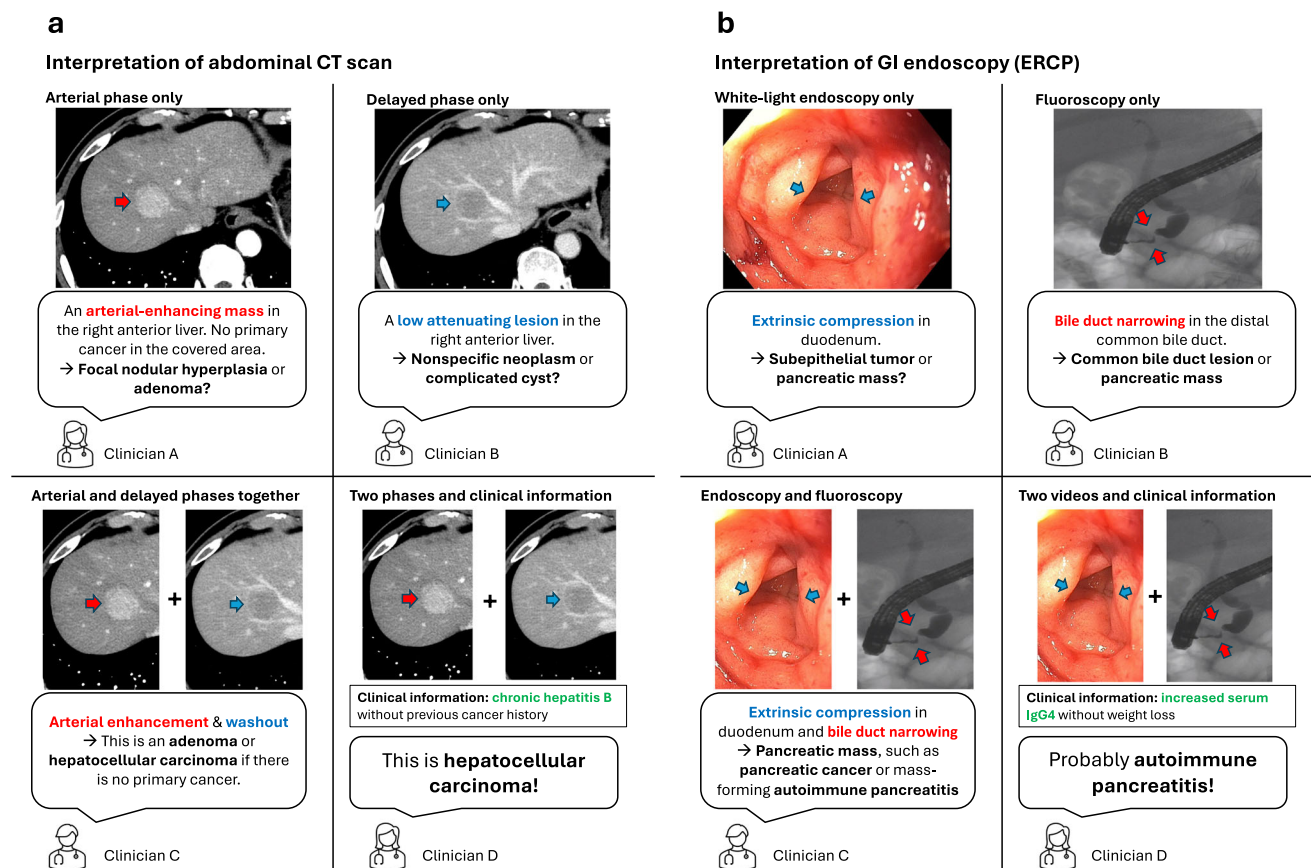 a
Interpretation of abdominal CT scan
Arterial phase only
An arterial-enhancing mass in
the right anterior liver. No primary
cancer in the covered area.
→ Focal nodular hyperplasia or
adenoma?
Clinician A
Delayed phase only
A low attenuating lesion in the
right anterior liver.
→ Nonspecific neoplasm or
complicated cyst?
Clinician B
Arterial and delayed phases together
+
Arterial enhancement & washout
→ This is an adenoma or
hepatocellular carcinoma if there
is no primary cancer.
Clinician C
Two phases and clinical information
+
Clinical information: chronic hepatitis B
without previous cancer history
This is hepatocellular
carcinoma!
Clinician D
b
Interpretation of GI endoscopy (ERCP)
White-light endoscopy only
Extrinsic compression in
duodenum.
→ Subepithelial tumor or
pancreatic mass?
Clinician A
Fluoroscopy only
Bile duct narrowing in the distal
common bile duct.
→ Common bile duct lesion or
pancreatic mass
Clinician B
Endoscopy and fluoroscopy
+
Extrinsic compression in
duodenum and bile duct narrowing
→ Pancreatic mass, such as
pancreatic cancer or mass-
forming autoimmune pancreatitis
Clinician C
Two videos and clinical information
+
Clinical information: increased serum
IgG4 without weight loss
Probably autoimmune
pancreatitis!
Clinician D